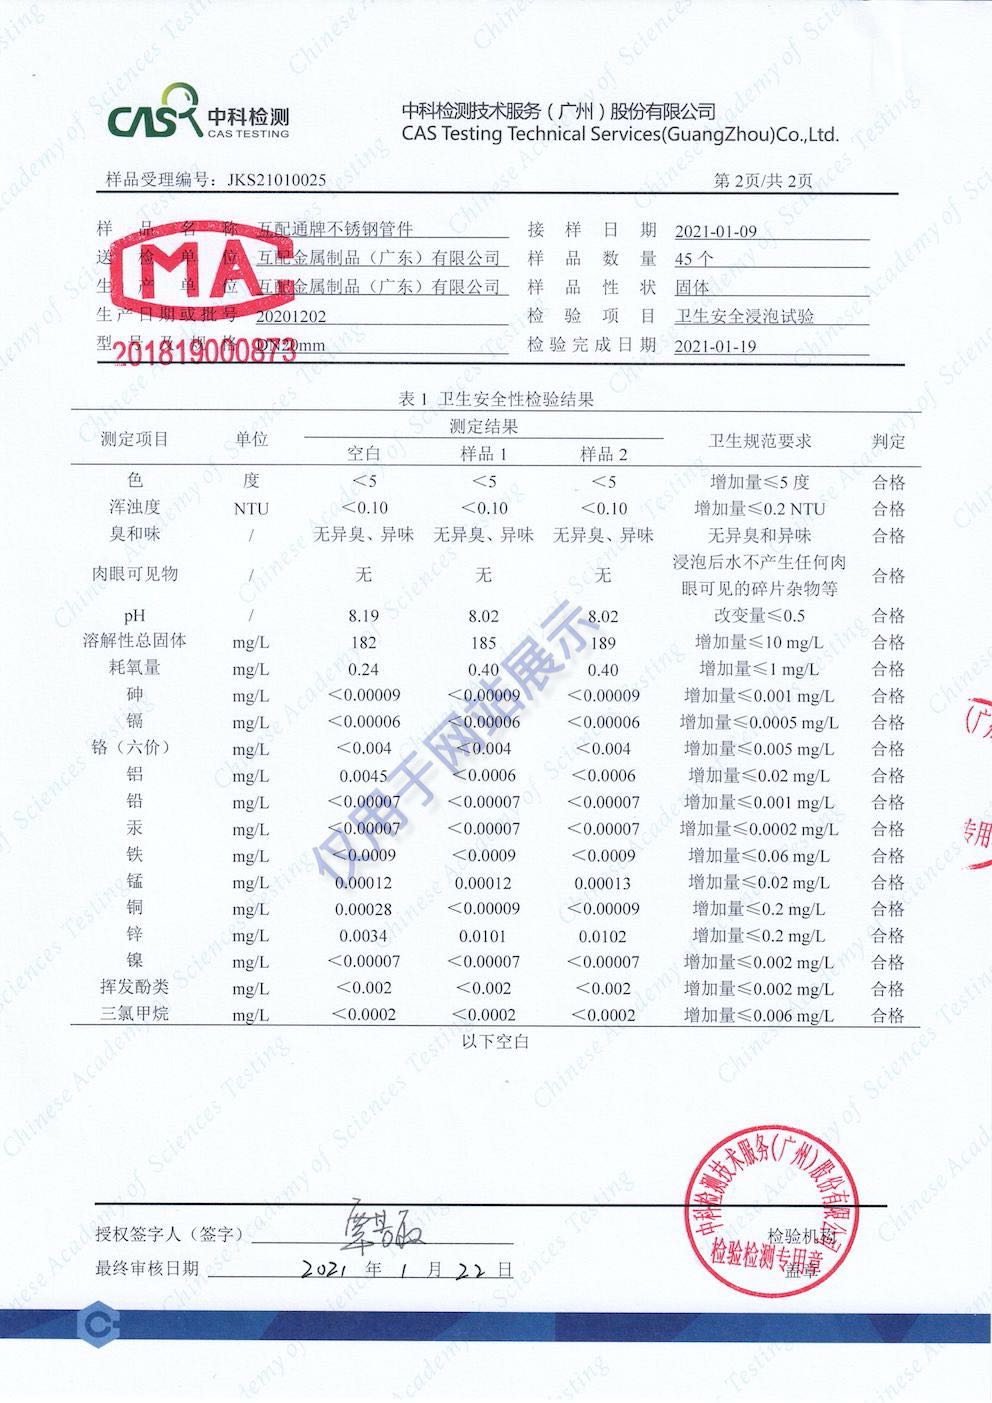 CAS 中科检测
CAS TESTING
中科检测技术服务（广州）股份有限公司
CAS Testing Technical Services(GuangZhou)Co.,Ltd.
样品受理编号：JKS21010025 第 2页/共 2页
样品名称 互配通牌不锈钢管件 接样日期 2021-01-09
送检单位 互配金属制品（广东）有限公司 样品数量 45 个
生产单位 互配金属制品（广东）有限公司 样品性状 固体
生产日期或批号 20201202 检验项目 卫生安全浸泡试验
型号及规格 DN20mm 检验完成日期 2021-01-19
MA
201819000873
表 1 卫生安全性检验结果
测定项目 单位 测定结果 卫生规范要求 判定
空白 样品 1 样品 2
色 度 ＜5 ＜5 ＜5 增加量≤5 度 合格
浑浊度 NTU ＜0.10 ＜0.10 ＜0.10 增加量≤0.2 NTU 合格
臭和味 / 无异臭、异味 无异臭、异味 无异臭、异味 无异臭和异味 合格
肉眼可见物 / 无 无 无 浸泡后水不产生任何肉 合格
眼可见的碎片杂物等
pH / 8.19 8.02 8.02 改变量≤0.5 合格
溶解性总固体 mg/L 182 185 189 增加量≤10 mg/L 合格
耗氧量 mg/L 0.24 0.40 0.40 增加量≤1 mg/L 合格
砷 mg/L ＜0.00009 ＜0.00009 ＜0.00009 增加量≤0.001 mg/L 合格
镉 mg/L ＜0.00006 ＜0.00006 ＜0.00006 增加量≤0.0005 mg/L 合格
铬（六价） mg/L ＜0.004 ＜0.004 ＜0.004 增加量≤0.005 mg/L 合格
铝 mg/L 0.0045 ＜0.0006 ＜0.0006 增加量≤0.02 mg/L 合格
铅 mg/L ＜0.00007 ＜0.00007 ＜0.00007 增加量≤0.001 mg/L 合格
汞 mg/L ＜0.00007 ＜0.00007 ＜0.00007 增加量≤0.0002 mg/L 合格
铁 mg/L ＜0.0009 ＜0.0009 ＜0.0009 增加量≤0.06 mg/L 合格
锰 mg/L 0.00012 0.00012 0.00013 增加量≤0.02 mg/L 合格
铜 mg/L 0.00028 ＜0.00009 ＜0.00009 增加量≤0.2 mg/L 合格
锌 mg/L 0.0034 0.0101 0.0102 增加量≤0.2 mg/L 合格
镍 mg/L ＜0.00007 ＜0.00007 ＜0.00007 增加量≤0.002 mg/L 合格
挥发酚类 mg/L ＜0.002 ＜0.002 ＜0.002 增加量≤0.002 mg/L 合格
三氯甲烷 mg/L ＜0.0002 ＜0.0002 ＜0.0002 增加量≤0.006 mg/L 合格
以下空白
仅用于网站展示
（广
专用
授权签字人（签字） 检验机构
最终审核日期 2021 年 1 月 22 日 盖章
中科检测技术服务(广州)股份有限公司
检验检测专用章